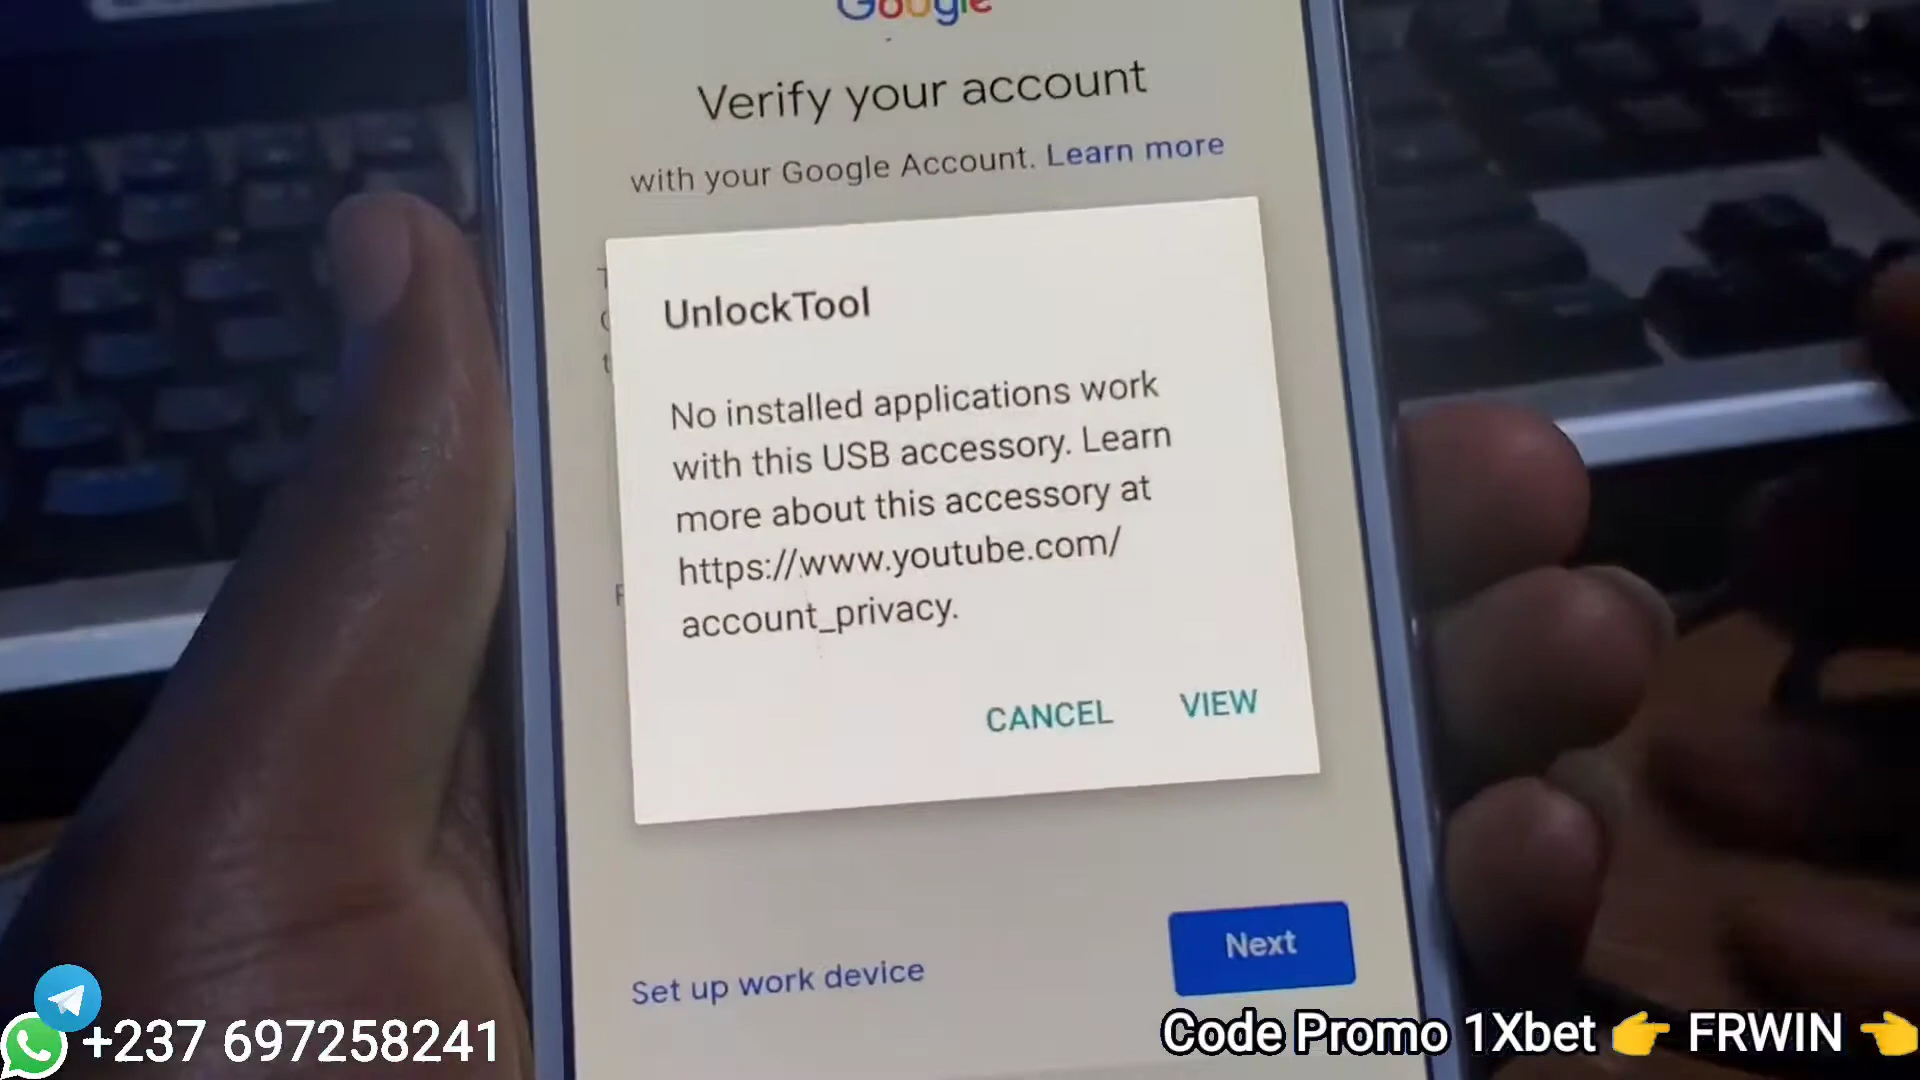 Google
Verify your account
with your Google Account. Learn more
UnlockTool
No installed applications work
with this USB accessory. Learn
more about this accessory at
https://www.youtube.com/
account_privacy.
CANCEL VIEW
Next
Set up work device
+237 697258241
Code Promo 1Xbet 👉 FRWIN 👈